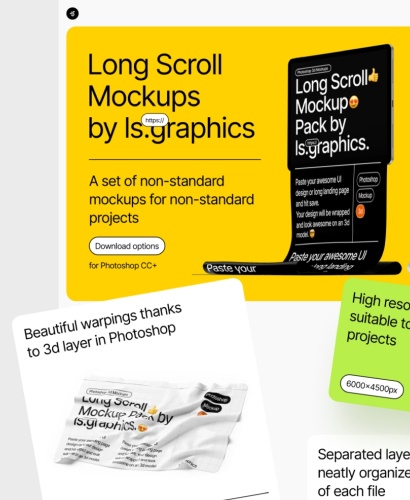 Long Scroll
Mockups
https://
by ls.graphics
A set of non-standard
mockups for non-standard
projects
Download options
for Photoshop CC+
Photoshop 3d Mockups
Long Scroll👍
Mockup😍
Pack by
ls.graphics.
Paste your awesome UI
design or long landing page
and hit save.
Your design will be wrapped
and look awesome on an 3d
model.😎
Photoshop
Mockup
3d
Paste your awesome UI
Paste your
Beautiful warpings thanks
to 3d layer in Photoshop
Long Scroll
Mockup Pack by
ls.graphics.
Photoshop
Mockup
High reso
suitable to
projects
6000×4500px
Separated laye
neatly organize
of each file